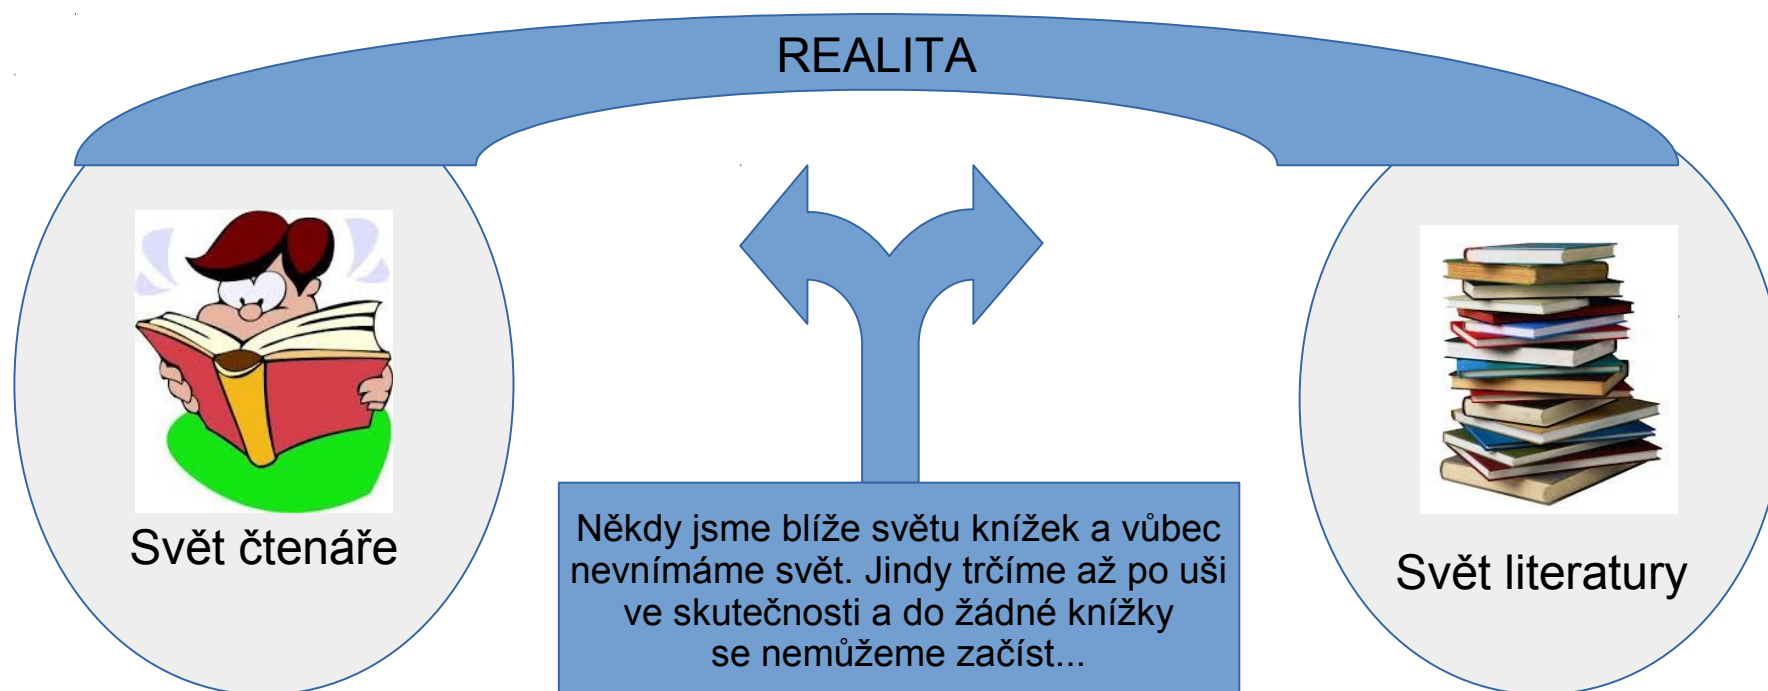 REALITA
Svět čtenáře
Někdy jsme blíže světu knížek a vůbec
nevnímáme svět. Jindy trčíme až po uši
ve skutečnosti a do žádné knížky
se nemůžeme začíst...
Svět literatury